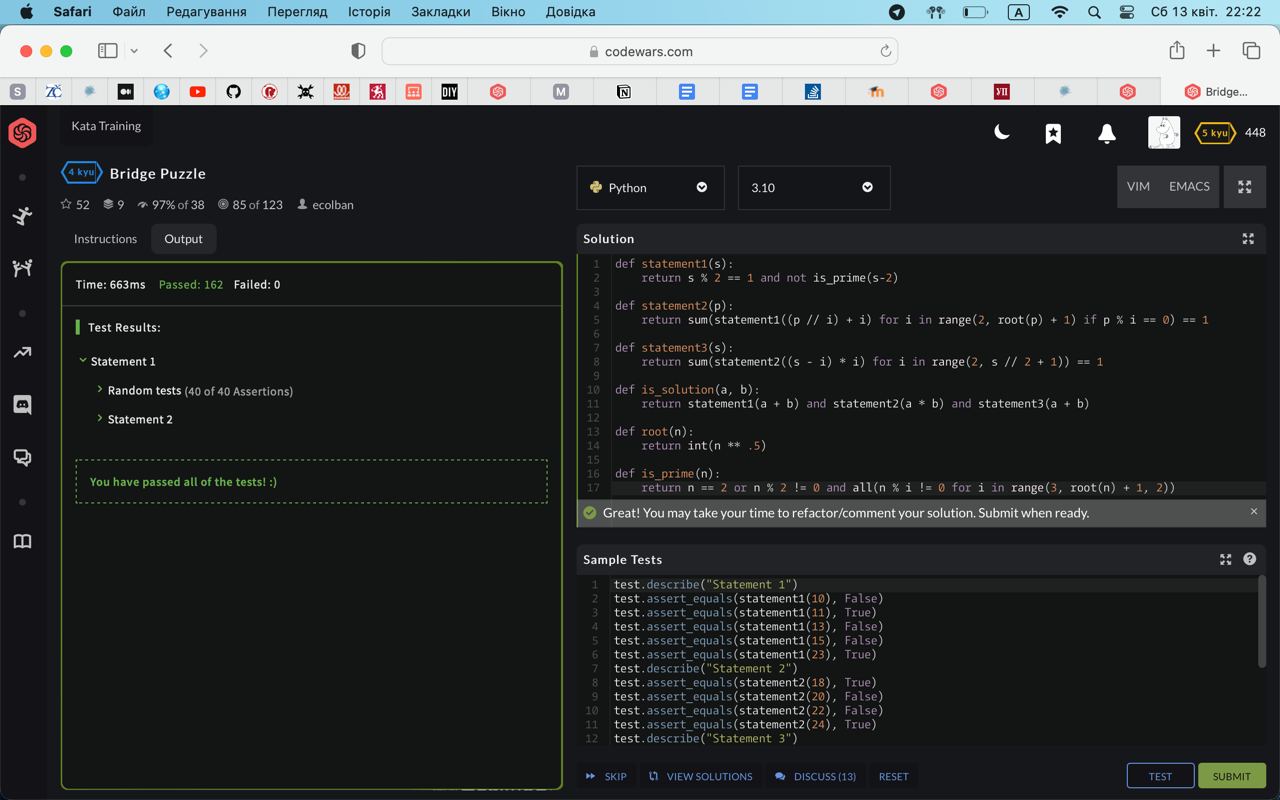 Safari Файл Редагування Перегляд Історія Закладки Вікно Довідка A Сб 13 квіт. 22:22
codewars.com
S ZC DIY M УП Bridge...
Kata Training
5 kyu 448
4 kyu Bridge Puzzle
52 9 97% of 38 85 of 123 ecolban
Python 3.10 VIM EMACS
Instructions Output
Time: 663ms Passed: 162 Failed: 0
Test Results:
Statement 1
Random tests (40 of 40 Assertions)
Statement 2
You have passed all of the tests! :)
Solution
1 def statement1(s):
2 return s % 2 == 1 and not is_prime(s-2)
3
4 def statement2(p):
5 return sum(statement1((p // i) + i) for i in range(2, root(p) + 1) if p % i == 0) == 1
6
7 def statement3(s):
8 return sum(statement2((s - i) * i) for i in range(2, s // 2 + 1)) == 1
9
10 def is_solution(a, b):
11 return statement1(a + b) and statement2(a * b) and statement3(a + b)
12
13 def root(n):
14 return int(n ** .5)
15
16 def is_prime(n):
17 return n == 2 or n % 2 != 0 and all(n % i != 0 for i in range(3, root(n) + 1, 2))
Great! You may take your time to refactor/comment your solution. Submit when ready.
Sample Tests
1 test.describe("Statement 1")
2 test.assert_equals(statement1(10), False)
3 test.assert_equals(statement1(11), True)
4 test.assert_equals(statement1(13), False)
5 test.assert_equals(statement1(15), False)
6 test.assert_equals(statement1(23), True)
7 test.describe("Statement 2")
8 test.assert_equals(statement2(18), True)
9 test.assert_equals(statement2(20), False)
10 test.assert_equals(statement2(22), False)
11 test.assert_equals(statement2(24), True)
12 test.describe("Statement 3")
SKIP VIEW SOLUTIONS DISCUSS (13) RESET TEST SUBMIT